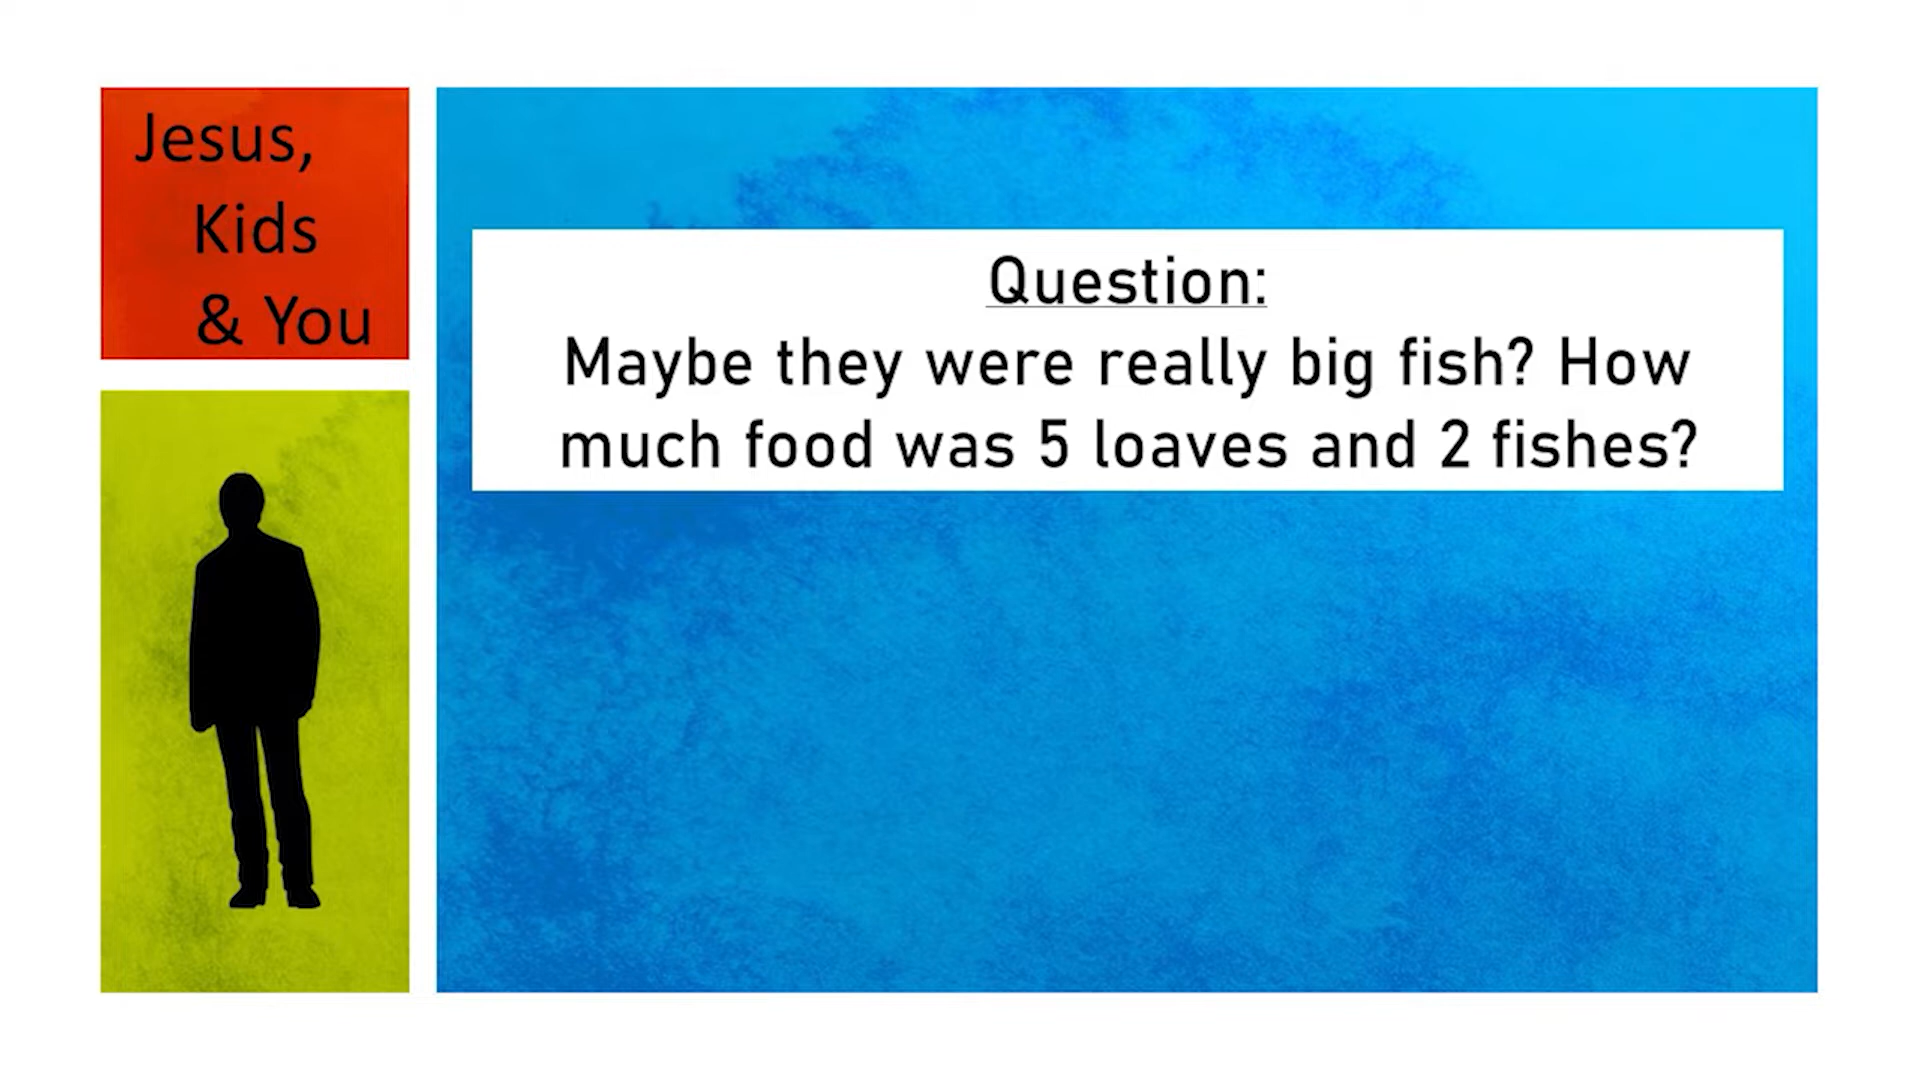 Jesus,
Kids
& You
Question:
Maybe they were really big fish? How
much food was 5 loaves and 2 fishes?